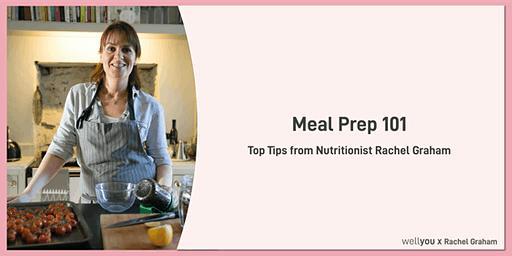 Meal Prep 101
Top Tips from Nutritionist Rachel Graham
wellyou X Rachel Graham